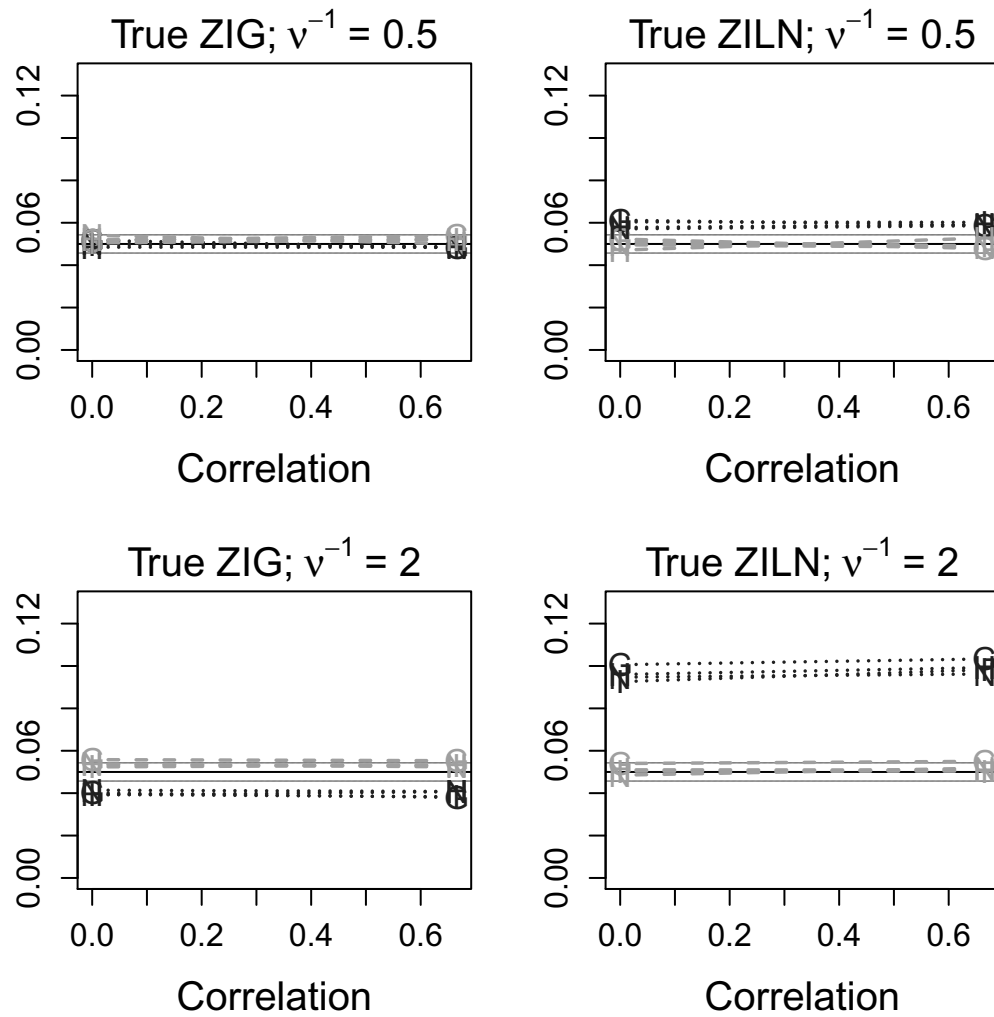 True ZIG; ν⁻¹ = 0.5
0.12
0.06
0.00
0.0 0.2 0.4 0.6
Correlation
True ZILN; ν⁻¹ = 0.5
0.12
0.06
0.00
0.0 0.2 0.4 0.6
Correlation
True ZIG; ν⁻¹ = 2
0.12
0.06
0.00
0.0 0.2 0.4 0.6
Correlation
True ZILN; ν⁻¹ = 2
0.12
0.06
0.00
G
G
N
N
G
G
0.0 0.2 0.4 0.6
Correlation